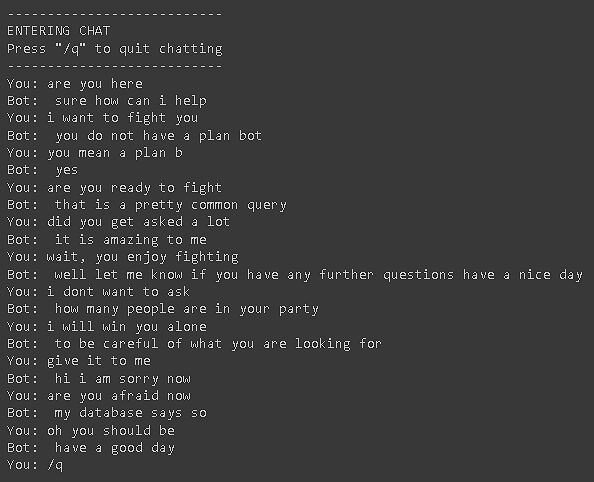 ---------------------------
ENTERING CHAT
Press "/q" to quit chatting
---------------------------
You: are you here
Bot:  sure how can i help
You: i want to fight you
Bot:  you do not have a plan bot
You: you mean a plan b
Bot:  yes
You: are you ready to fight
Bot:  that is a pretty common query
You: did you get asked a lot
Bot:  it is amazing to me
You: wait, you enjoy fighting
Bot:  well let me know if you have any further questions have a nice day
You: i dont want to ask
Bot:  how many people are in your party
You: i will win you alone
Bot:  to be careful of what you are looking for
You: give it to me
Bot:  hi i am sorry now
You: are you afraid now
Bot:  my database says so
You: oh you should be
Bot:  have a good day
You: /q